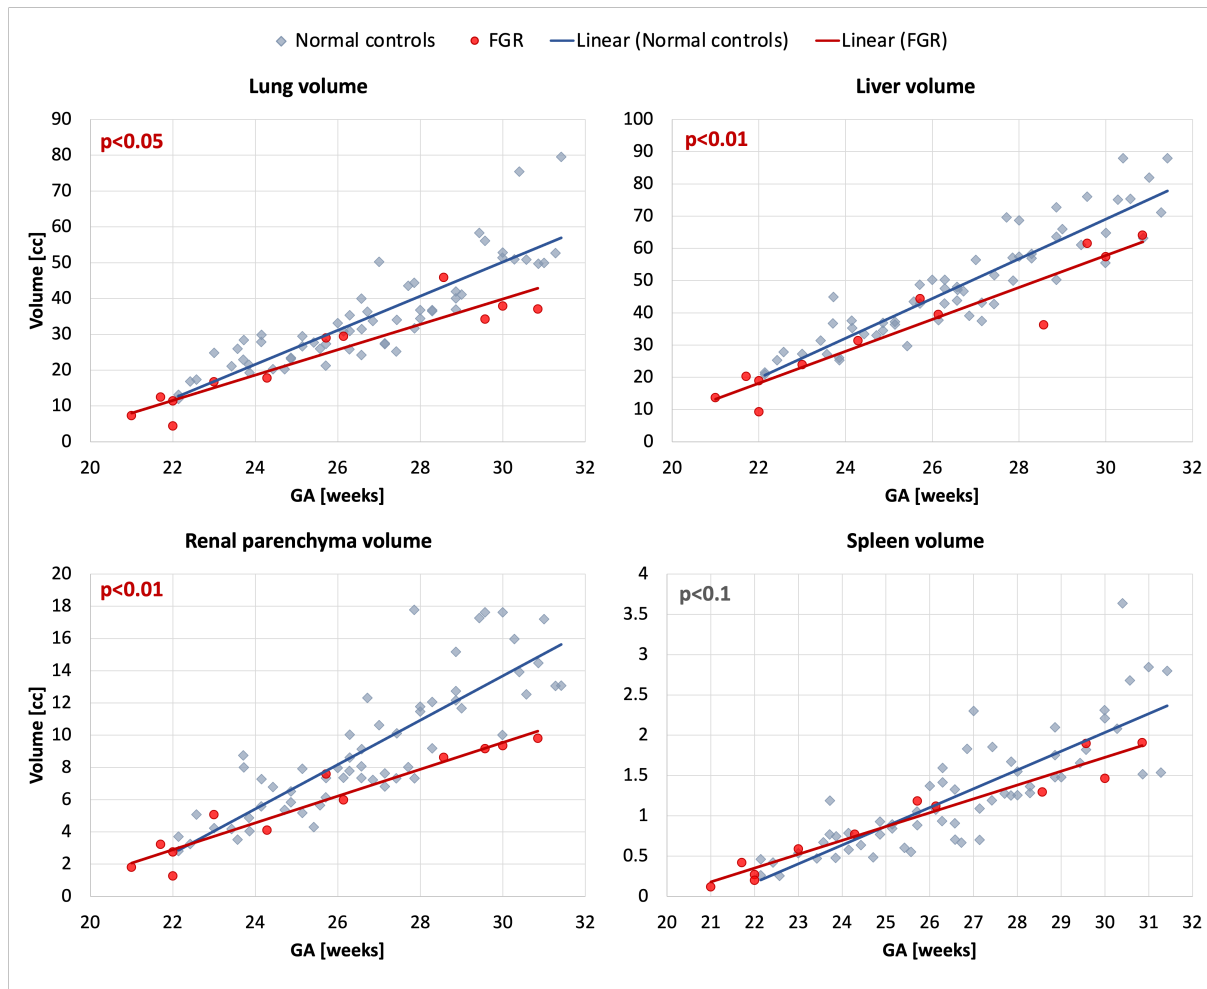 Normal controls FGR Linear (Normal controls) Linear (FGR)
Lung volume
p<0.05
Volume [cc]
90
80
70
60
50
40
30
20
10
0
20 22 24 26 28 30 32
GA [weeks]
Liver volume
p<0.01
100
90
80
70
60
50
40
30
20
10
0
20 22 24 26 28 30 32
GA [weeks]
Renal parenchyma volume
p<0.01
Volume [cc]
20
18
16
14
12
10
8
6
4
2
0
20 22 24 26 28 30 32
GA [weeks]
Spleen volume
p<0.1
4
3.5
3
2.5
2
1.5
1
0.5
0
20 21 22 23 24 25 26 27 28 29 30 31 32
GA [weeks]